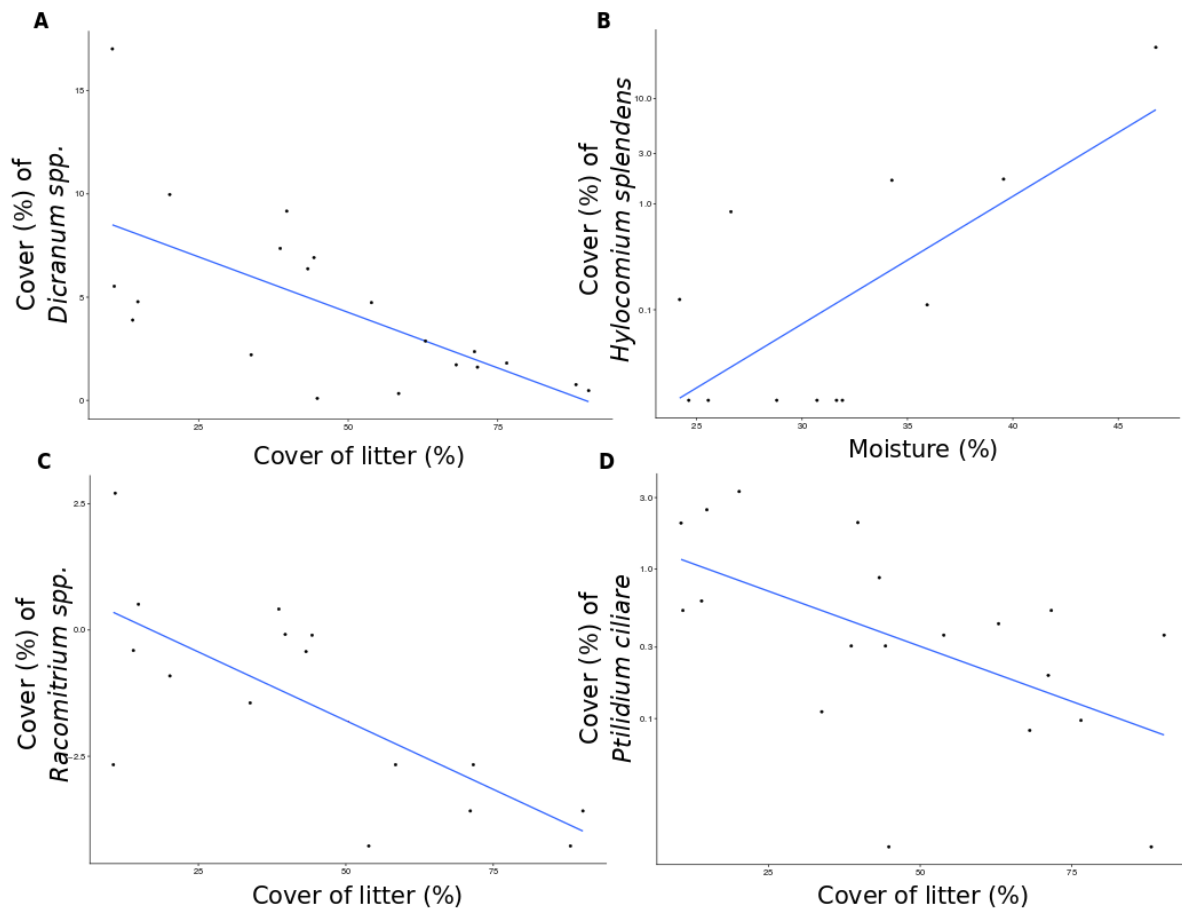 A
Cover (%) of
Dicranum spp.
15
10
5
0
25
50
75
Cover of litter (%)
B
Cover (%) of
Hylocomium splendens
10.0
3.0
1.0
0.1
25
30
35
40
45
Moisture (%)
C
Cover (%) of
Racomitrium spp.
2.5
0.0
-2.5
25
50
75
Cover of litter (%)
D
Cover (%) of
Ptilidium ciliare
3.0
1.0
0.3
0.1
25
50
75
Cover of litter (%)